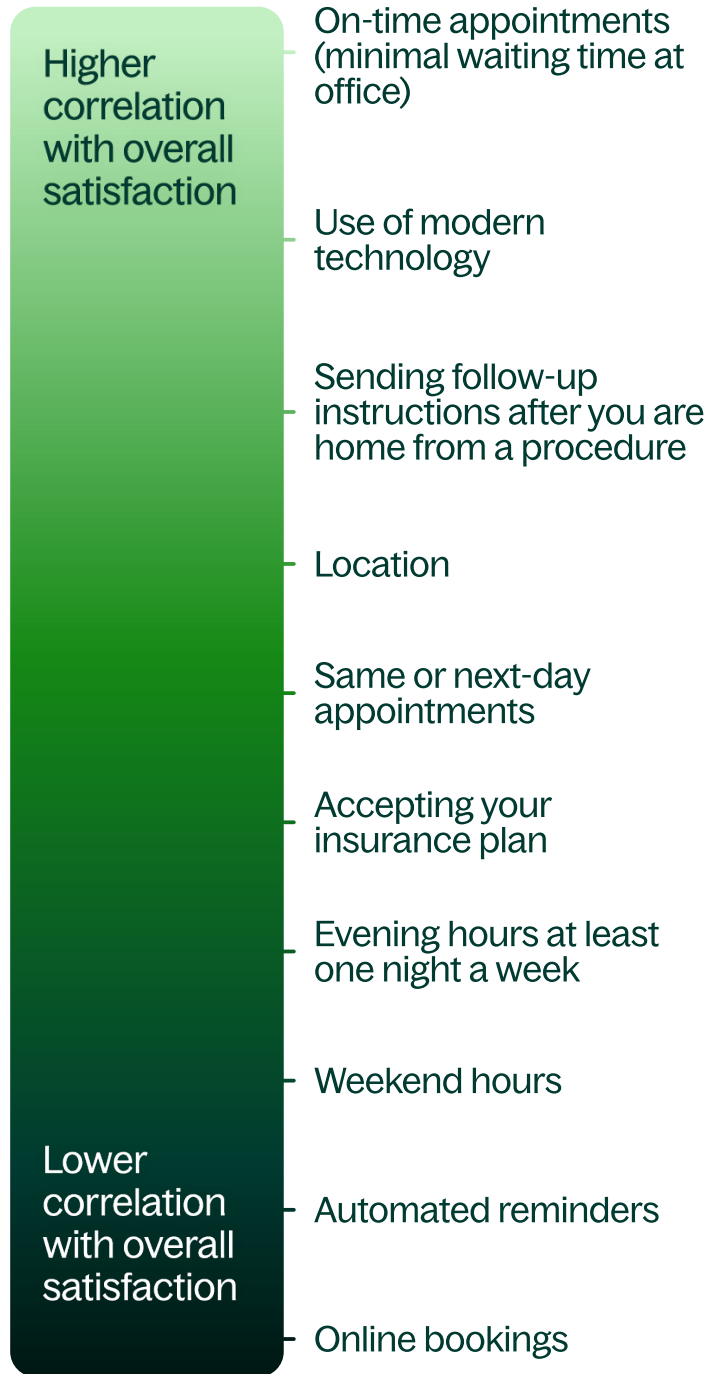 Higher
correlation
with overall
satisfaction
On-time appointments
(minimal waiting time at
office)
Use of modern
technology
Sending follow-up
instructions after you are
home from a procedure
Location
Same or next-day
appointments
Accepting your
insurance plan
Evening hours at least
one night a week
Weekend hours
Lower
correlation
with overall
satisfaction
Automated reminders
Online bookings